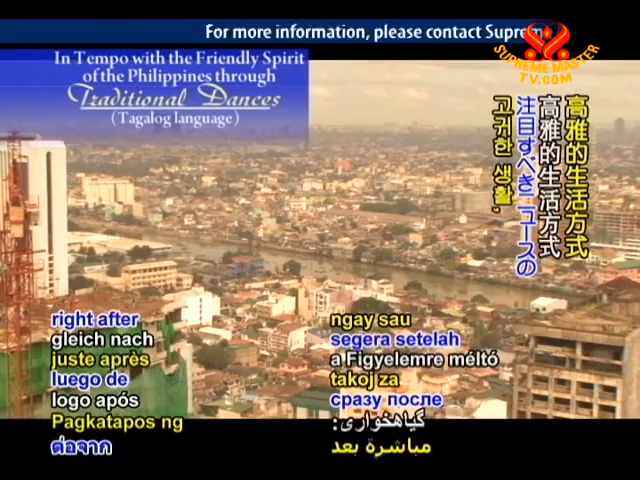 For more information, please contact Suprem
SUPREME MASTER
TV.COM
In Tempo with the Friendly Spirit
of the Philippines through
Traditional Dances
(Tagalog language)
高雅的生活方式
高雅的生活方式
注目すべきニュースの
고귀한 생활,
right after
gleich nach
juste après
luego de
logo após
Pagkatapos ng
ต่อจาก
ngay sau
segera setelah
a Figyelemre méltó
takoj za
сразу после
گیاهخواری:
مباشرة بعد